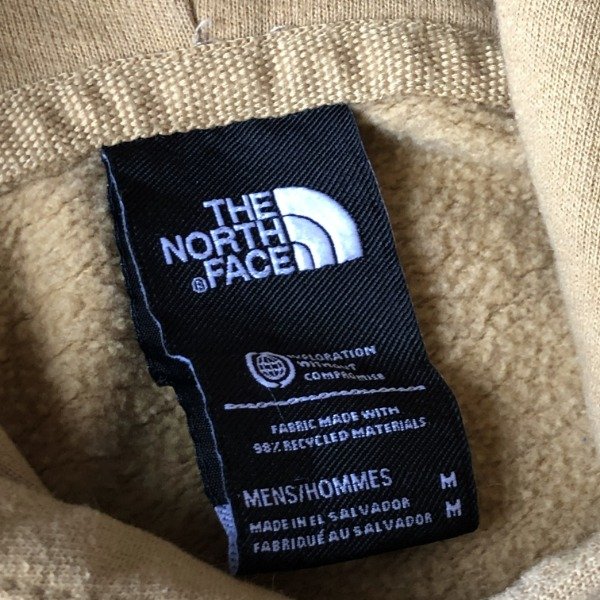 THE
NORTH
FACE
®
EXPLORATION
WITHOUT
COMPROMISE
FABRIC MADE WITH
98% RECYCLED MATERIALS
MENS/HOMMES M
MADE IN EL SALVADOR M
FABRIQUÉ AU SALVADOR